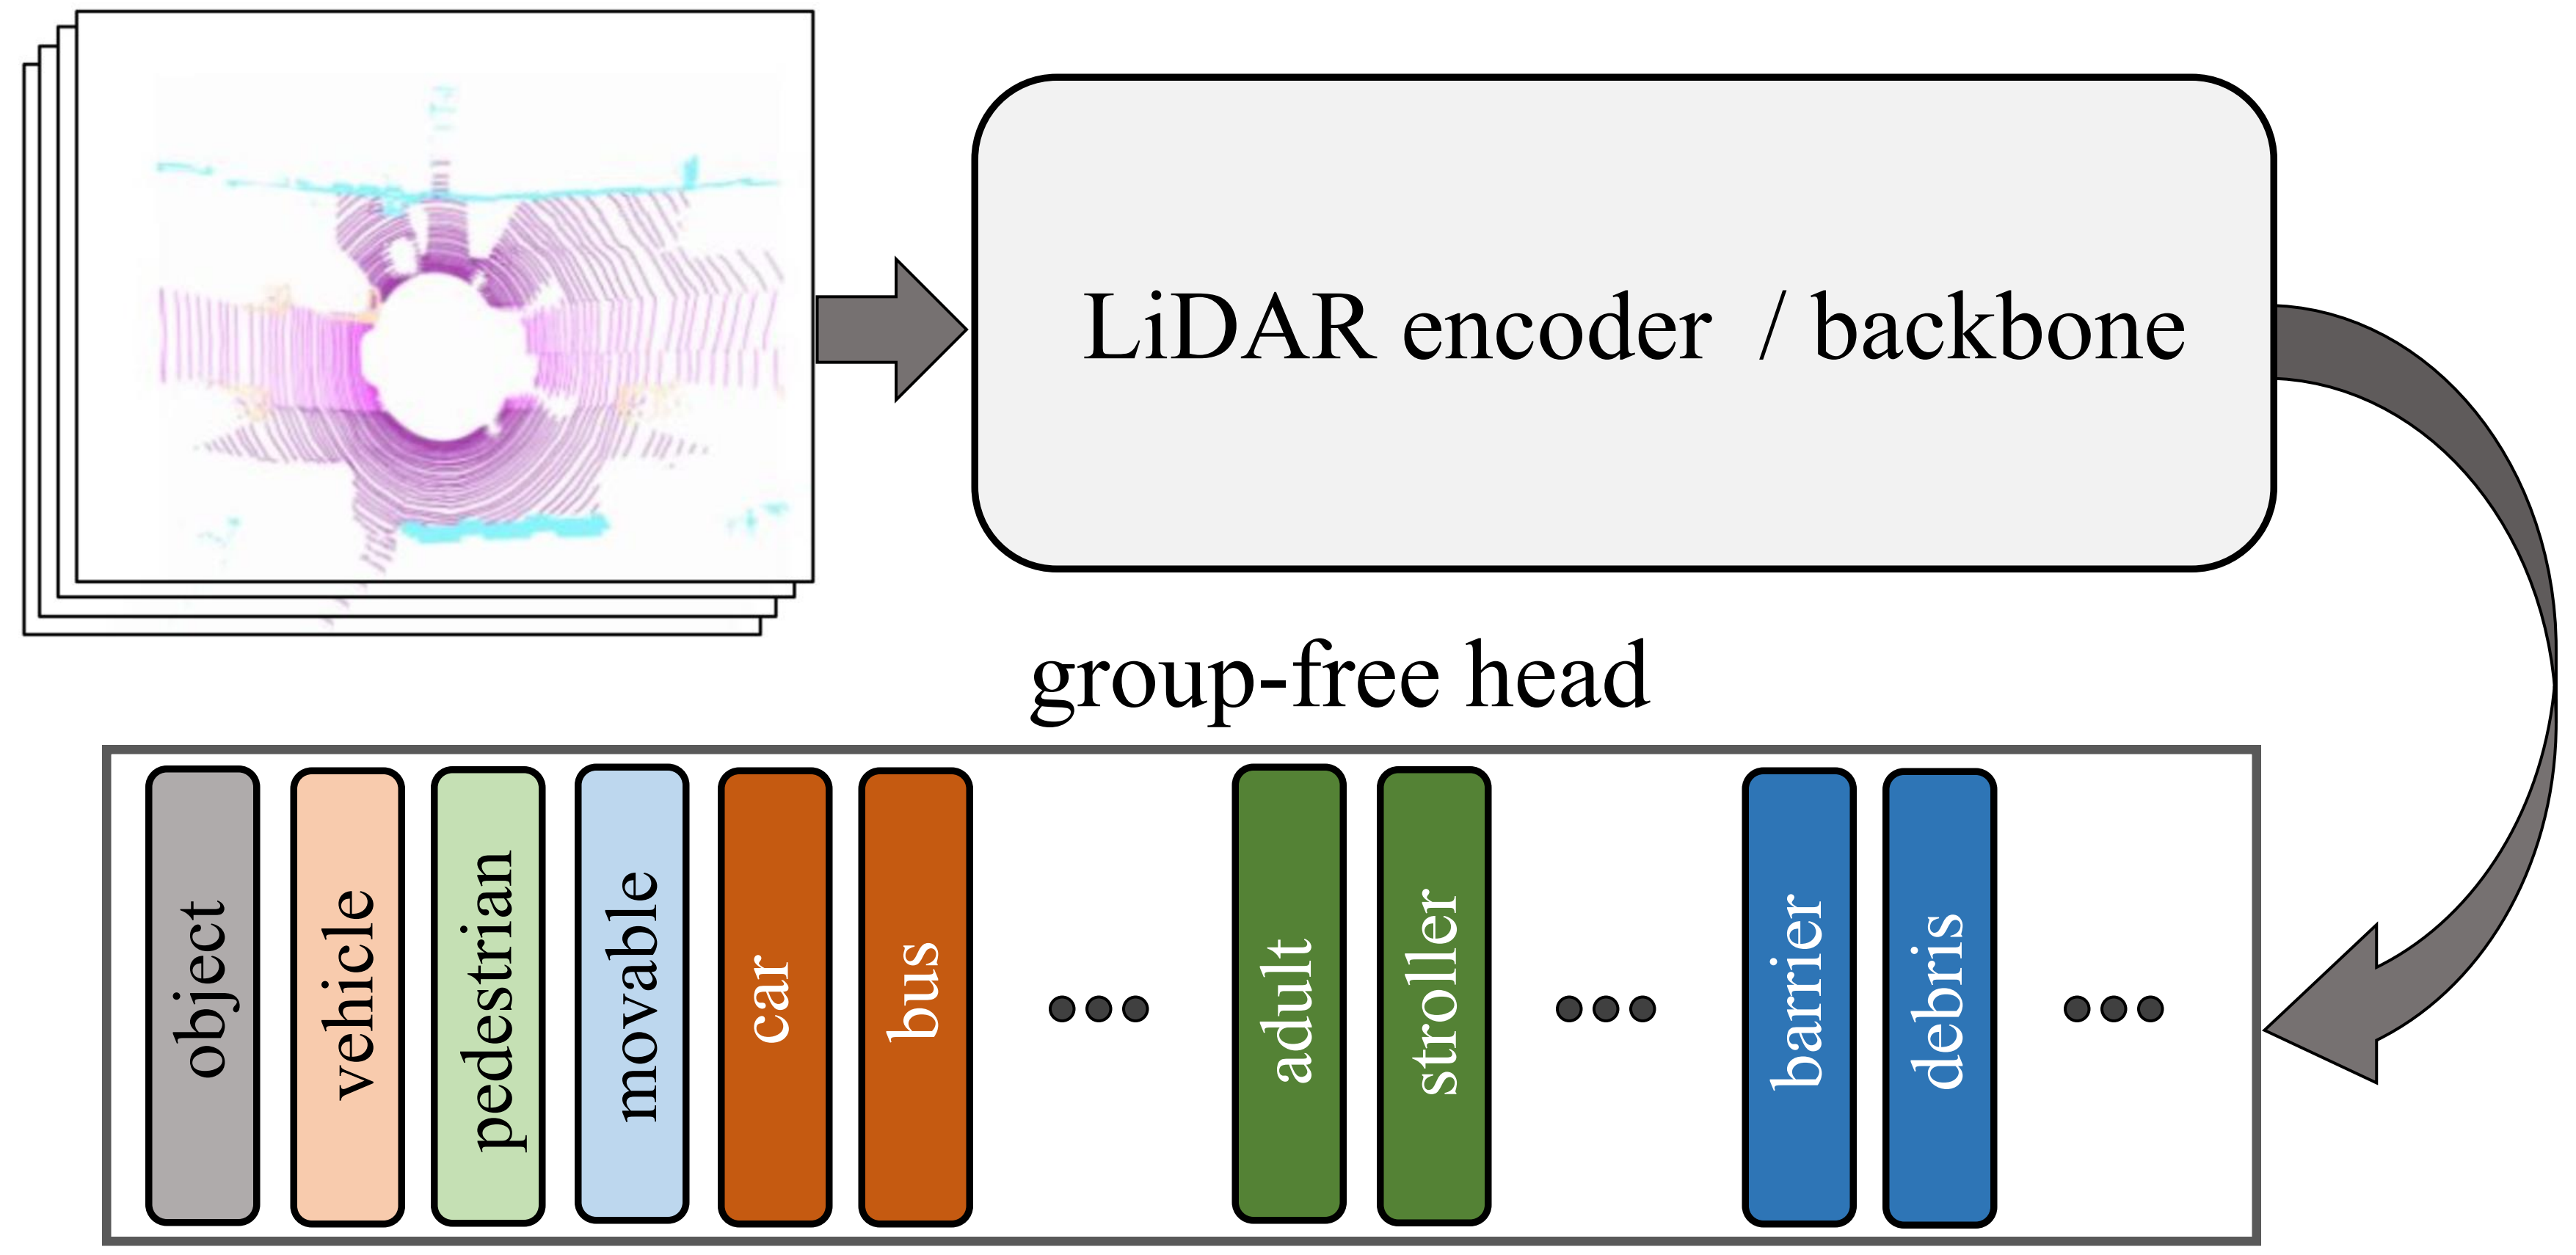 LiDAR encoder / backbone
group-free head
object
vehicle
pedestrian
movable
car
bus
adult
stroller
barrier
debris